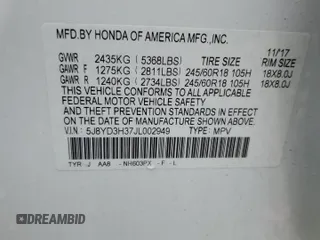 MFD.BY HONDA OF AMERICA MFG.,INC.
11/17
TIRE SIZE RIM SIZE
GVWR 2435KG ( 5368LBS)
GAWR F 1275KG ( 2811LBS) 245/60R18 105H 18X8.0J
GAWR R 1240KG ( 2734LBS) 245/60R18 105H 18X8.0J
THIS VEHICLE CONFORMS TO ALL APPLICABLE
FEDERAL MOTOR VEHICLE SAFETY AND
THEFT PREVENTION STANDARDS IN EFFECT ON
THE DATE OF MANUFACTURE SHOWN ABOVE.
V.I.N: 5J8YD3H37JL002949 TYPE: MPV
TYR J AA8 - NH603PX - F - L